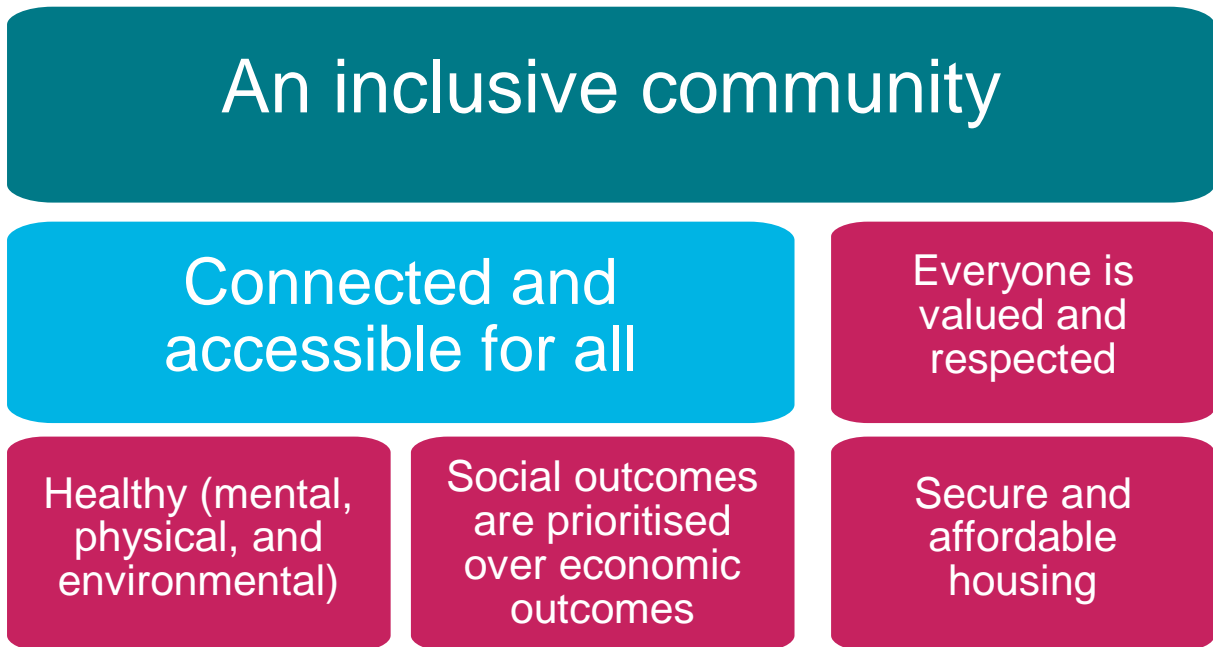 An inclusive community
Connected and
accessible for all
Everyone is
valued and
respected
Healthy (mental,
physical, and
environmental)
Social outcomes
are prioritised
over economic
outcomes
Secure and
affordable
housing